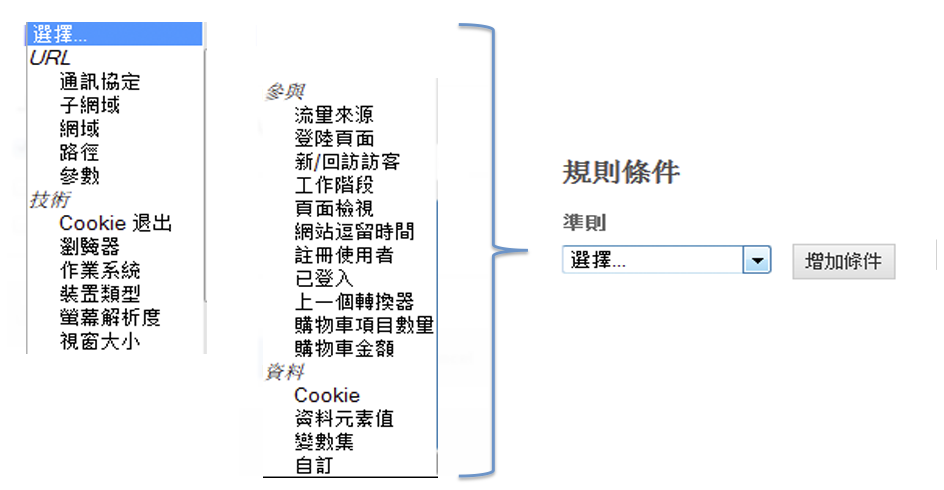 選擇...
URL
通訊協定
子網域
網域
路徑
參數
技術
Cookie 退出
瀏覽器
作業系統
裝置類型
螢幕解析度
視窗大小
參與
流量來源
登陸頁面
新/回訪訪客
工作階段
頁面檢視
網站逗留時間
註冊使用者
已登入
上一個轉換器
購物車項目數量
購物車金額
資料
Cookie
資料元素值
變數集
自訂
規則條件
準則
選擇...
增加條件